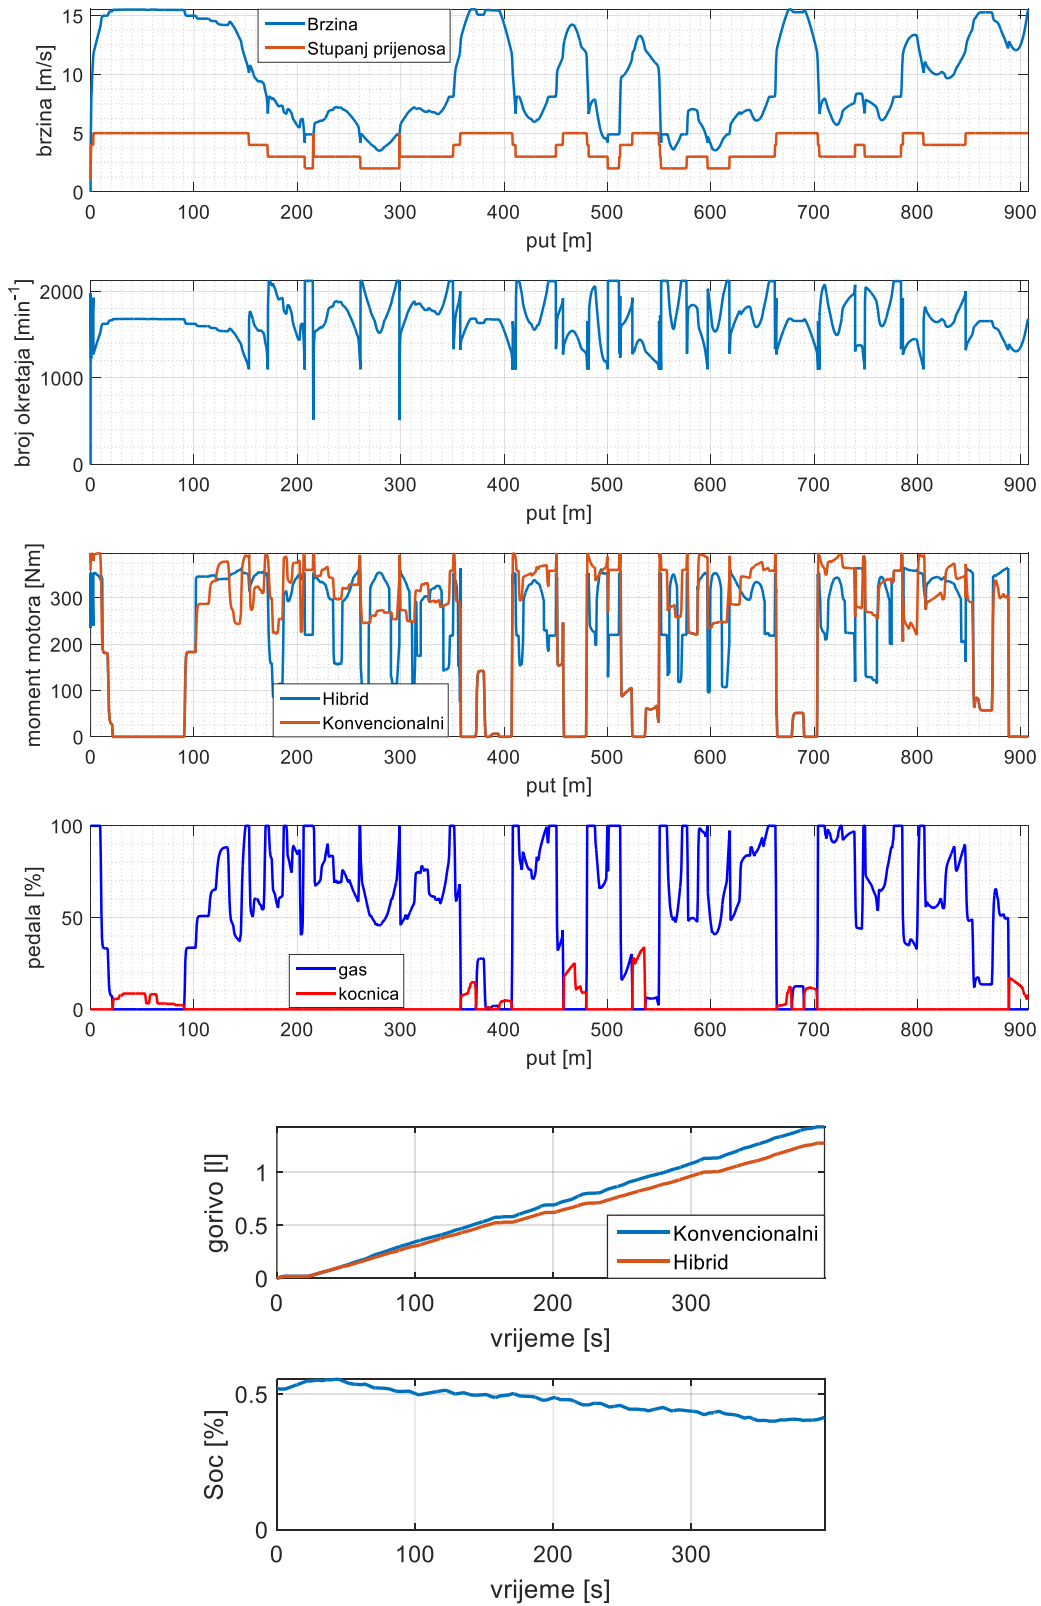 15
10
5
0
brzina [m/s]
Brzina
Stupanj prijenosa
0 100 200 300 400 500 600 700 800 900
put [m]
2000
1000
0
broj okretaja [min-1]
0 100 200 300 400 500 600 700 800 900
put [m]
300
200
100
0
moment motora [Nm]
Hibrid
Konvencionalni
0 100 200 300 400 500 600 700 800 900
put [m]
100
50
0
pedala [%]
gas
kocnica
0 100 200 300 400 500 600 700 800 900
put [m]
1
0.5
0
gorivo [l]
Konvencionalni
Hibrid
0 100 200 300
vrijeme [s]
0.5
0
Soc [%]
0 100 200 300
vrijeme [s]